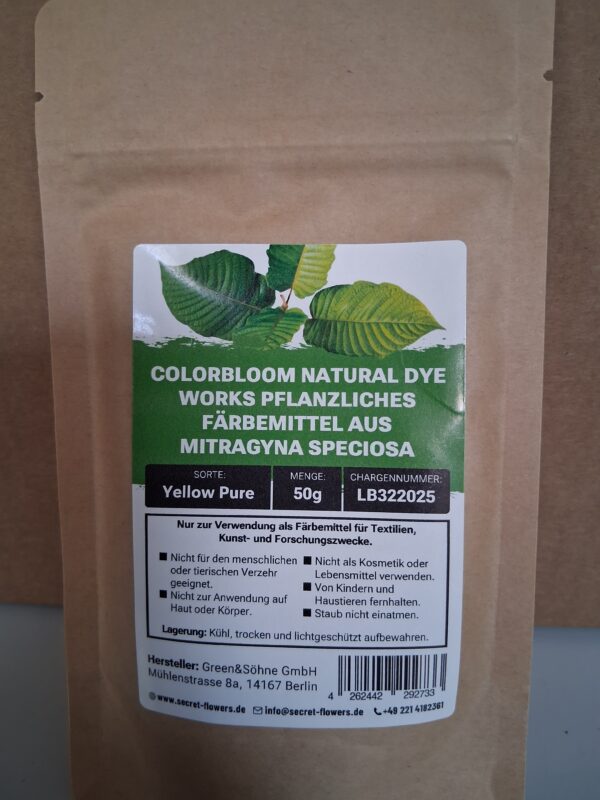 COLORBLOOM NATURAL DYE
WORKS PFLANZLICHES
FÄRBEMITTEL AUS
MITRAGYNA SPECIOSA
SORTE:
Yellow Pure
MENGE:
50g
CHARGENNUMMER:
LB322025
Nur zur Verwendung als Färbemittel für Textilien,
Kunst- und Forschungszwecke.
Nicht für den menschlichen
oder tierischen Verzehr
geeignet.
Nicht zur Anwendung auf
Haut oder Körper.
Nicht als Kosmetik oder
Lebensmittel verwenden.
Von Kindern und
Haustieren fernhalten.
Staub nicht einatmen.
Lagerung: Kühl, trocken und lichtgeschützt aufbewahren.
Hersteller: Green&Söhne GmbH
Mühlenstrasse 8a, 14167 Berlin
4 262442 292733
www.secret-flowers.de info@secret-flowers.de +49 221 4182361